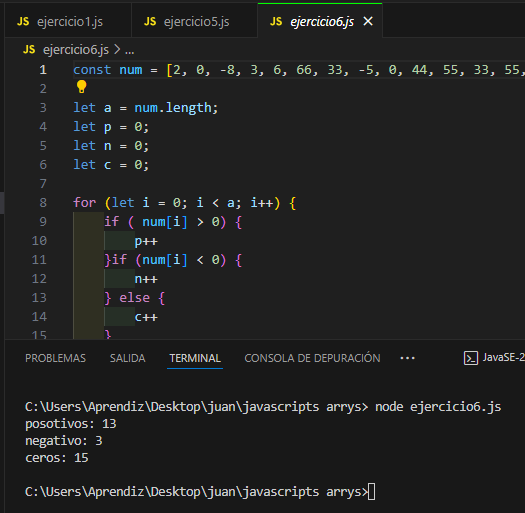 JS ejercicio1.js JS ejercicio5.js JS ejercicio6.js ×
JS ejercicio6.js > ...
1 const num = [2, 0, -8, 3, 6, 66, 33, -5, 0, 44, 55, 33, 55,
2
3 let a = num.length;
4 let p = 0;
5 let n = 0;
6 let c = 0;
7
8 for (let i = 0; i < a; i++) {
9 if ( num[i] > 0) {
10 p++
11 }if (num[i] < 0) {
12 n++
13 } else {
14 c++
15 }
PROBLEMAS SALIDA TERMINAL CONSOLA DE DEPURACIÓN ··· JavaSE-2
C:\Users\Aprendiz\Desktop\juan\javascripts arrys> node ejercicio6.js
posotivos: 13
negativo: 3
ceros: 15
C:\Users\Aprendiz\Desktop\juan\javascripts arrys>